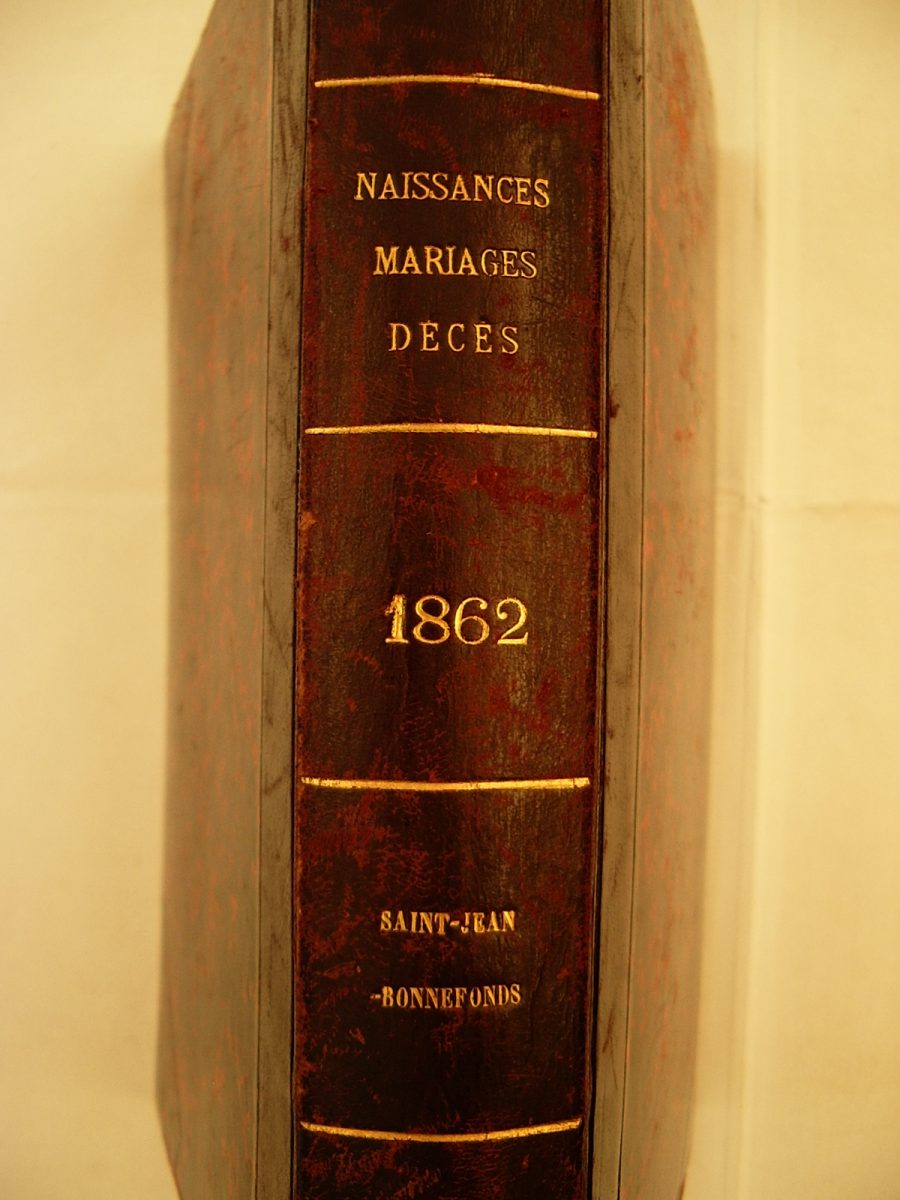 NAISSANCES
MARIAGES
DÉCÈS
1862
SAINT-JEAN
-BONNEFONDS